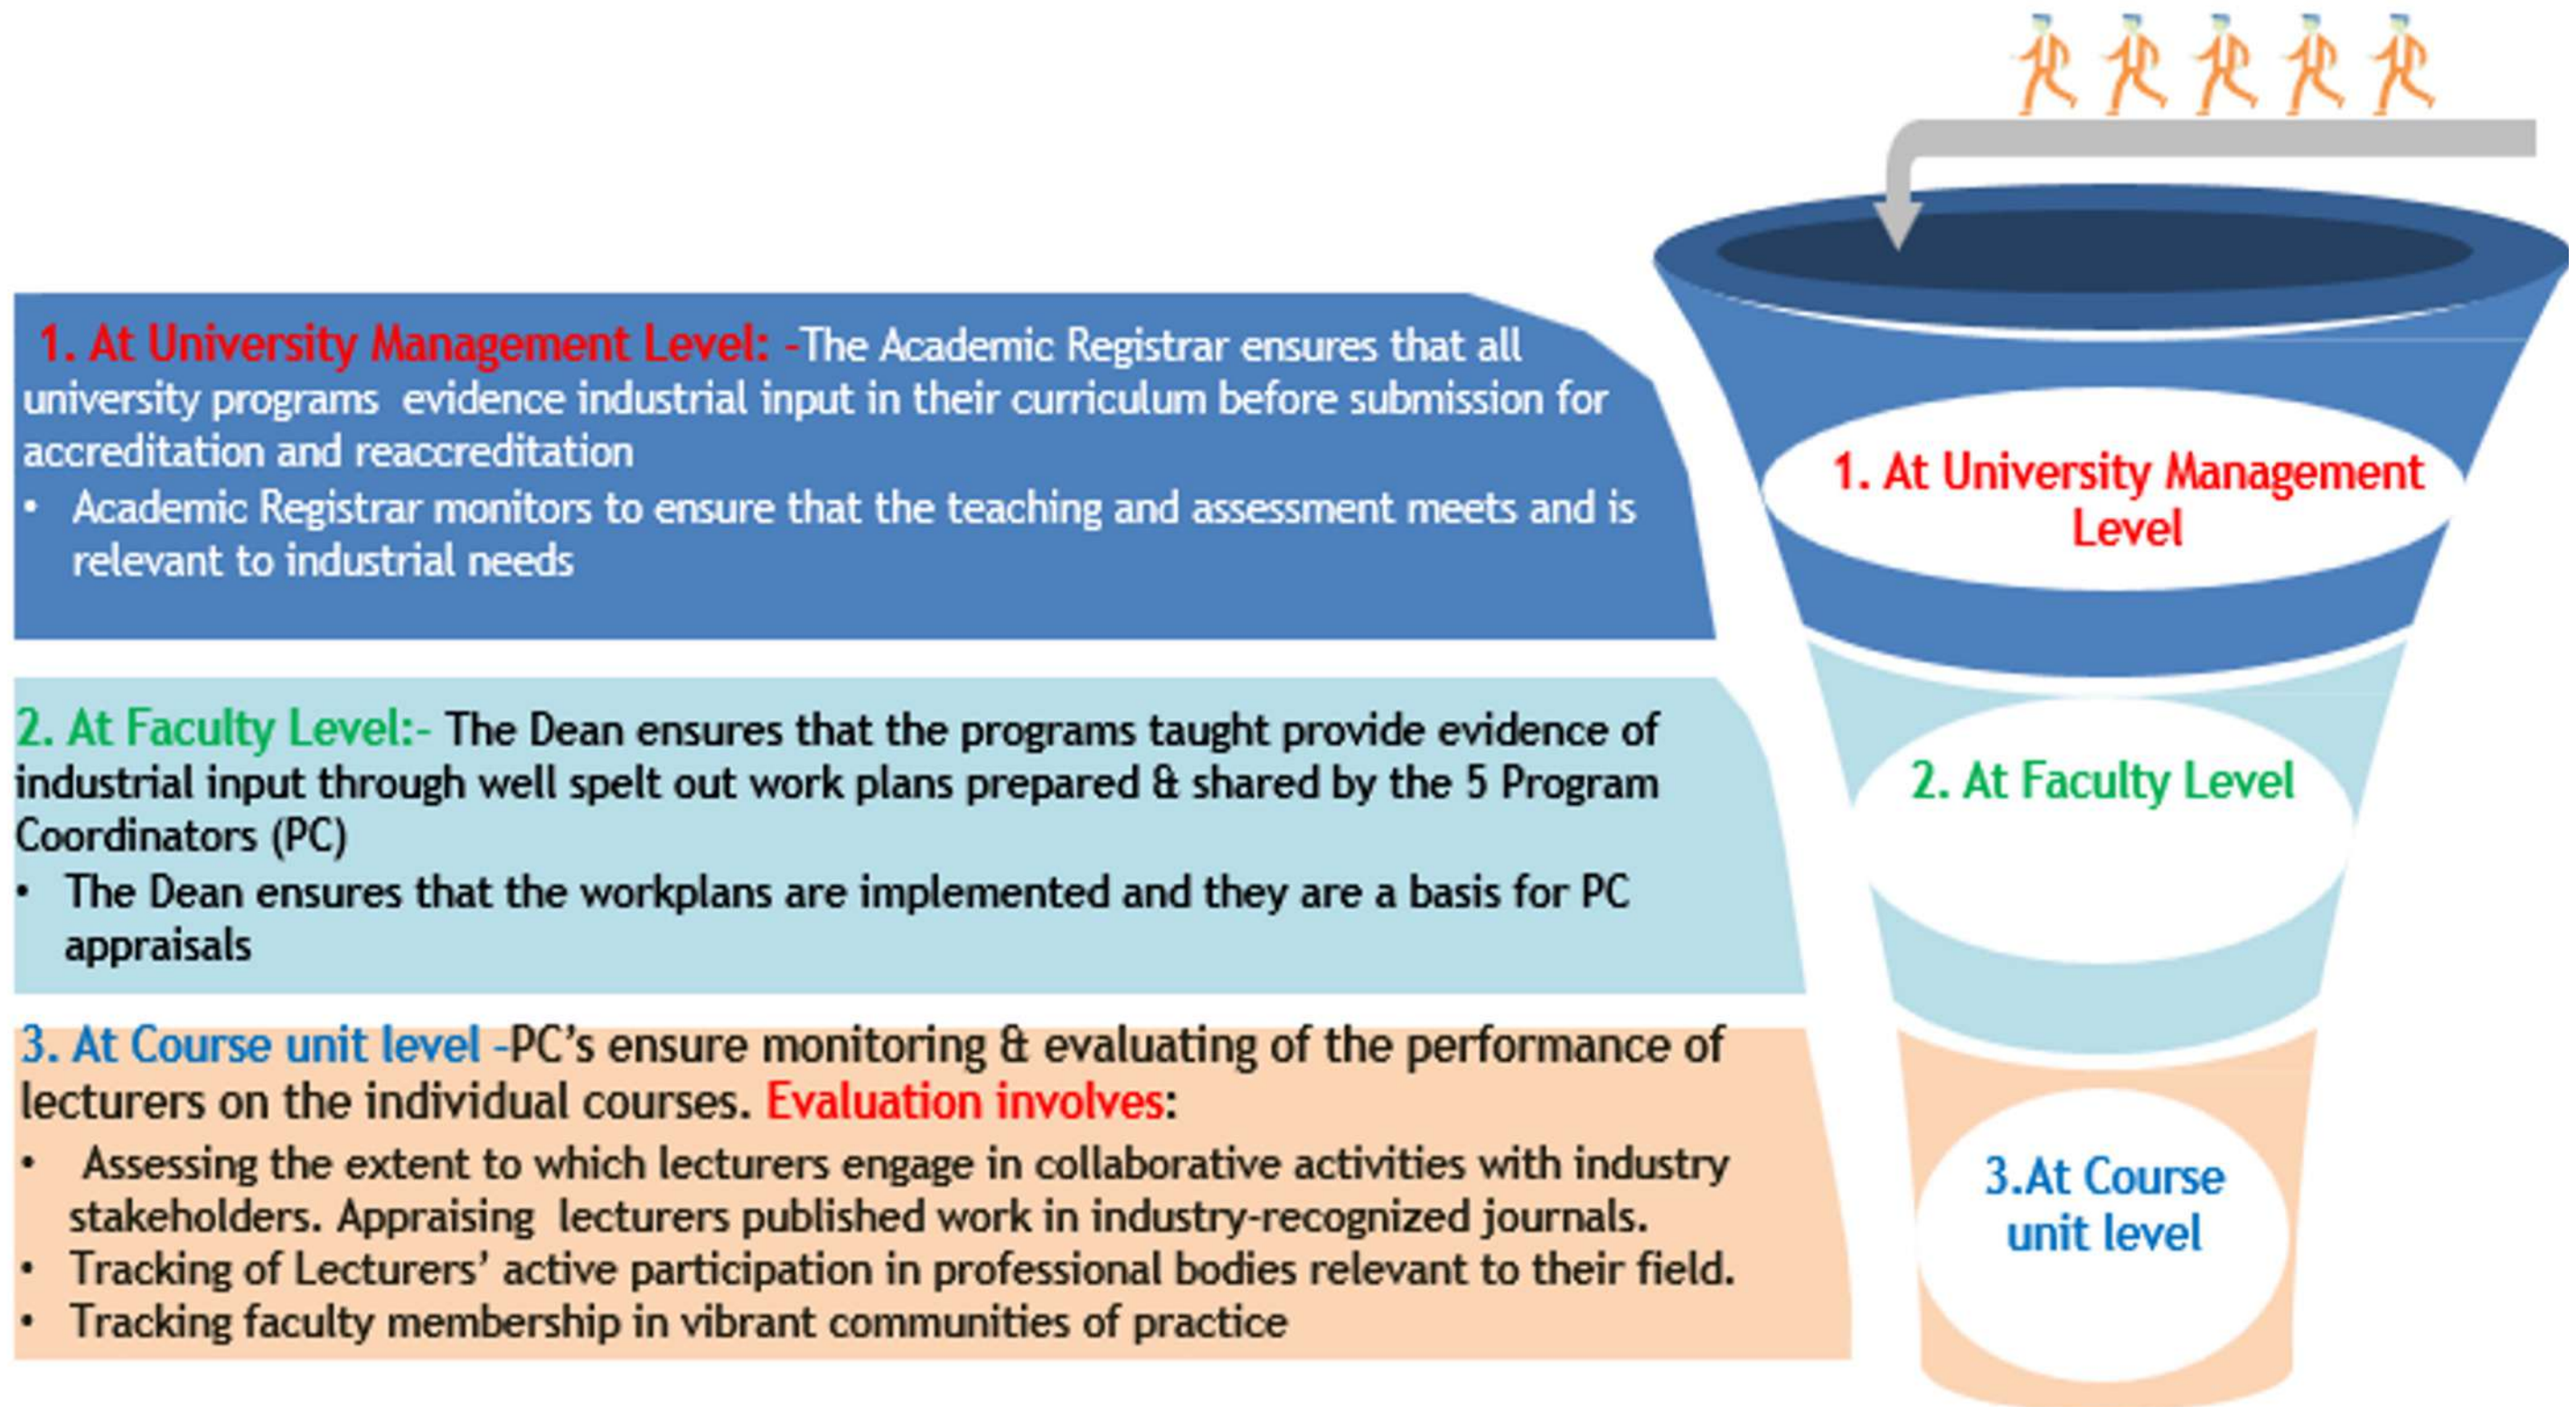 1. At University Management Level: -The Academic Registrar ensures that all
university programs evidence industrial input in their curriculum before submission for
accreditation and reaccreditation
• Academic Registrar monitors to ensure that the teaching and assessment meets and is
relevant to industrial needs
2. At Faculty Level:- The Dean ensures that the programs taught provide evidence of
industrial input through well spelt out work plans prepared & shared by the 5 Program
Coordinators (PC)
• The Dean ensures that the workplans are implemented and they are a basis for PC
appraisals
3. At Course unit level -PC's ensure monitoring & evaluating of the performance of
lecturers on the individual courses. Evaluation involves:
• Assessing the extent to which lecturers engage in collaborative activities with industry
stakeholders. Appraising lecturers published work in industry-recognized journals.
• Tracking of Lecturers' active participation in professional bodies relevant to their field.
• Tracking faculty membership in vibrant communities of practice
1. At University Management
Level
2. At Faculty Level
3.At Course
unit level